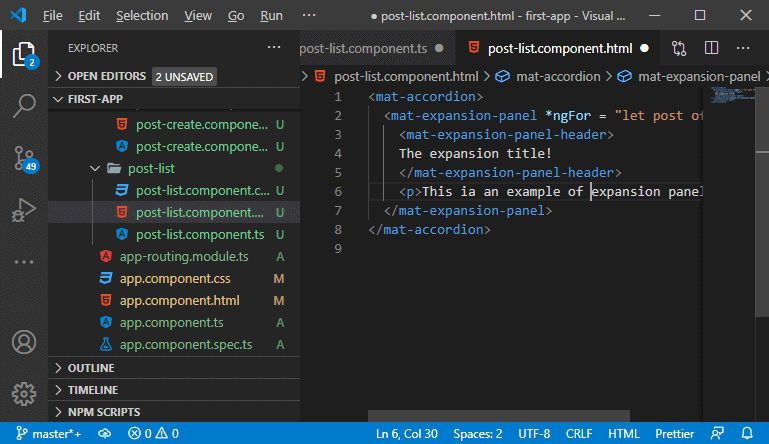 File Edit Selection View Go Run ··· ● post-list.component.html - first-app - Visual ...
EXPLORER ···
OPEN EDITORS 2 UNSAVED
FIRST-APP
post-create.compone... U
post-create.compone... U
post-list
post-list.component.c... U
post-list.component.... U
post-list.component.ts U
app-routing.module.ts A
app.component.css M
app.component.html M
app.component.ts A
app.component.spec.ts A
OUTLINE
TIMELINE
NPM SCRIPTS
2
49
post-list.component.ts ● post-list.component.html ● ···
> post-list.component.html > mat-accordion > mat-expansion-panel
1 <mat-accordion>
2 <mat-expansion-panel *ngFor = "let post of
3 <mat-expansion-panel-header>
4 The expansion title!
5 </mat-expansion-panel-header>
6 <p>This ia an example of expansion panel
7 </mat-expansion-panel>
8 </mat-accordion>
9
master*+ 0 0 Ln 6, Col 30 Spaces: 2 UTF-8 CRLF HTML Prettier